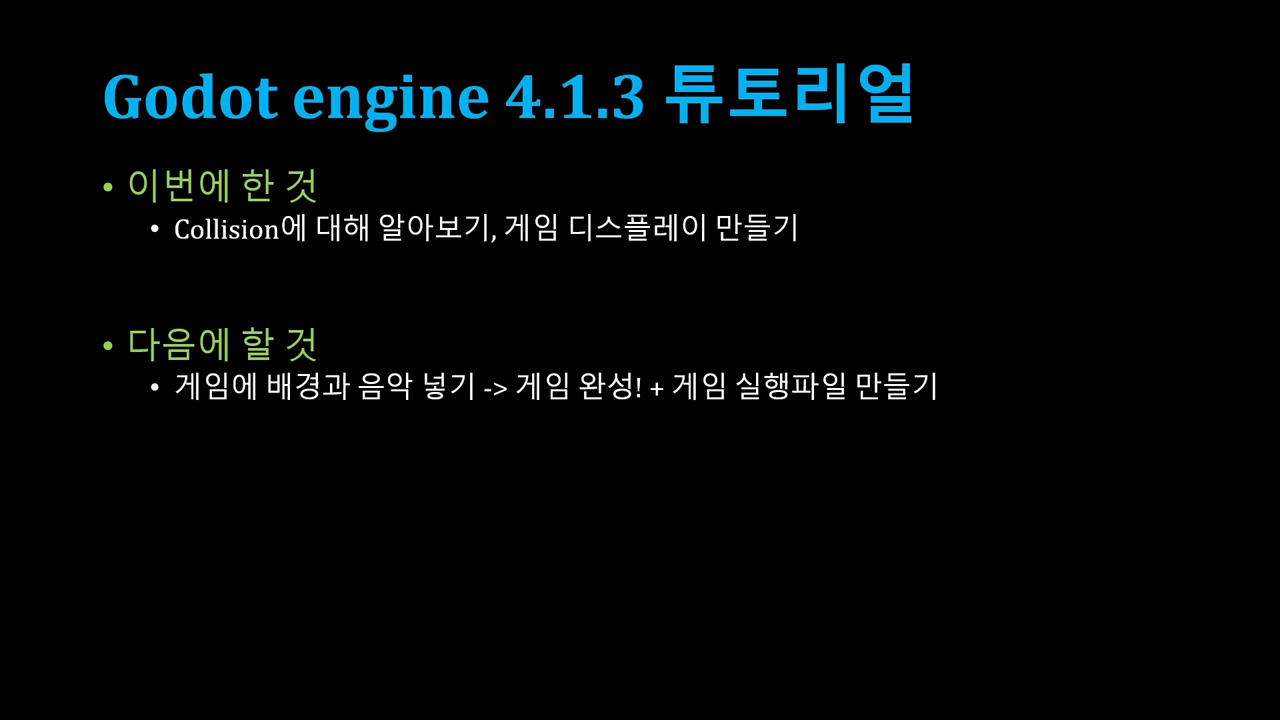 Godot engine 4.1.3 튜토리얼
• 이번에 한 것
• Collision에 대해 알아보기, 게임 디스플레이 만들기
• 다음에 할 것
• 게임에 배경과 음악 넣기 -> 게임 완성! + 게임 실행파일 만들기